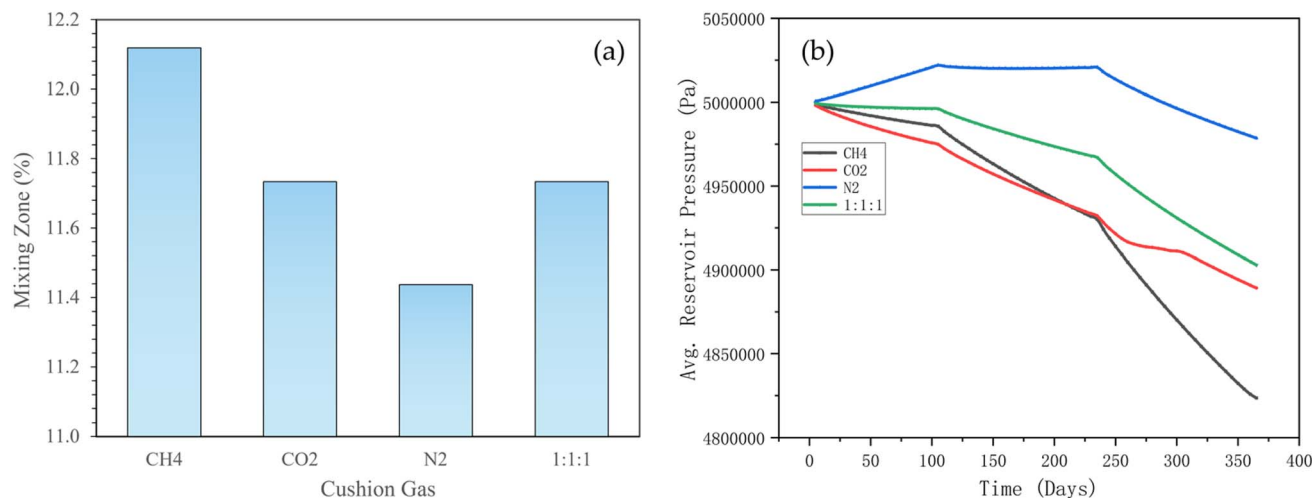 (a)
Mixing Zone (%)
12.2
12.0
11.8
11.6
11.4
11.2
11.0
CH4 CO2 N2 1:1:1
Cushion Gas
(b)
Avg. Reservoir Pressure (Pa)
5050000
5000000
4950000
4900000
4850000
4800000
CH4
CO2
N2
1:1:1
0 50 100 150 200 250 300 350 400
Time (Days)